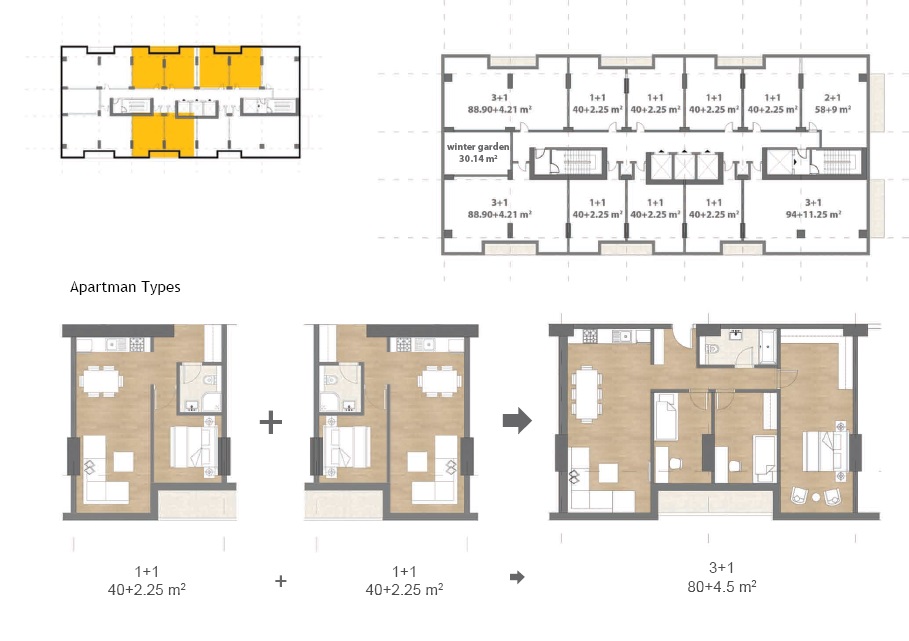 3+1
88.90+4.21 m²
1+1
40+2.25 m²
1+1
40+2.25 m²
1+1
40+2.25 m²
1+1
40+2.25 m²
2+1
58+9 m²
winter garden
30.14 m²
3+1
88.90+4.21 m²
1+1
40+2.25 m²
1+1
40+2.25 m²
1+1
40+2.25 m²
3+1
94+11.25 m²
Apartman Types
+
1+1
40+2.25 m²
+
1+1
40+2.25 m²
3+1
80+4.5 m²